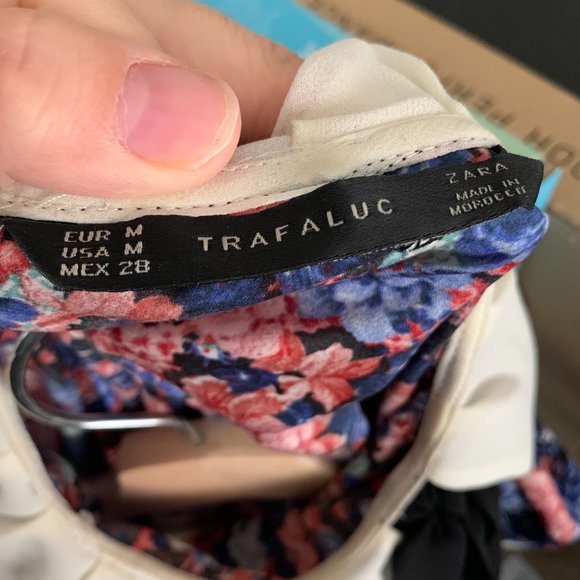 EUR M
USA M
MEX 28
TRAFALUC
ZARA
MADE IN
MOROCCO